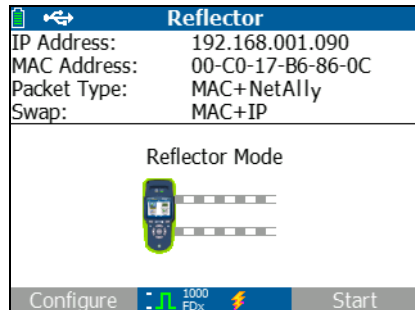 Reflector
IP Address: 192.168.001.090
MAC Address: 00-C0-17-B6-86-0C
Packet Type: MAC+NetAlly
Swap: MAC+IP
Reflector Mode
Configure 1000 FDx Start